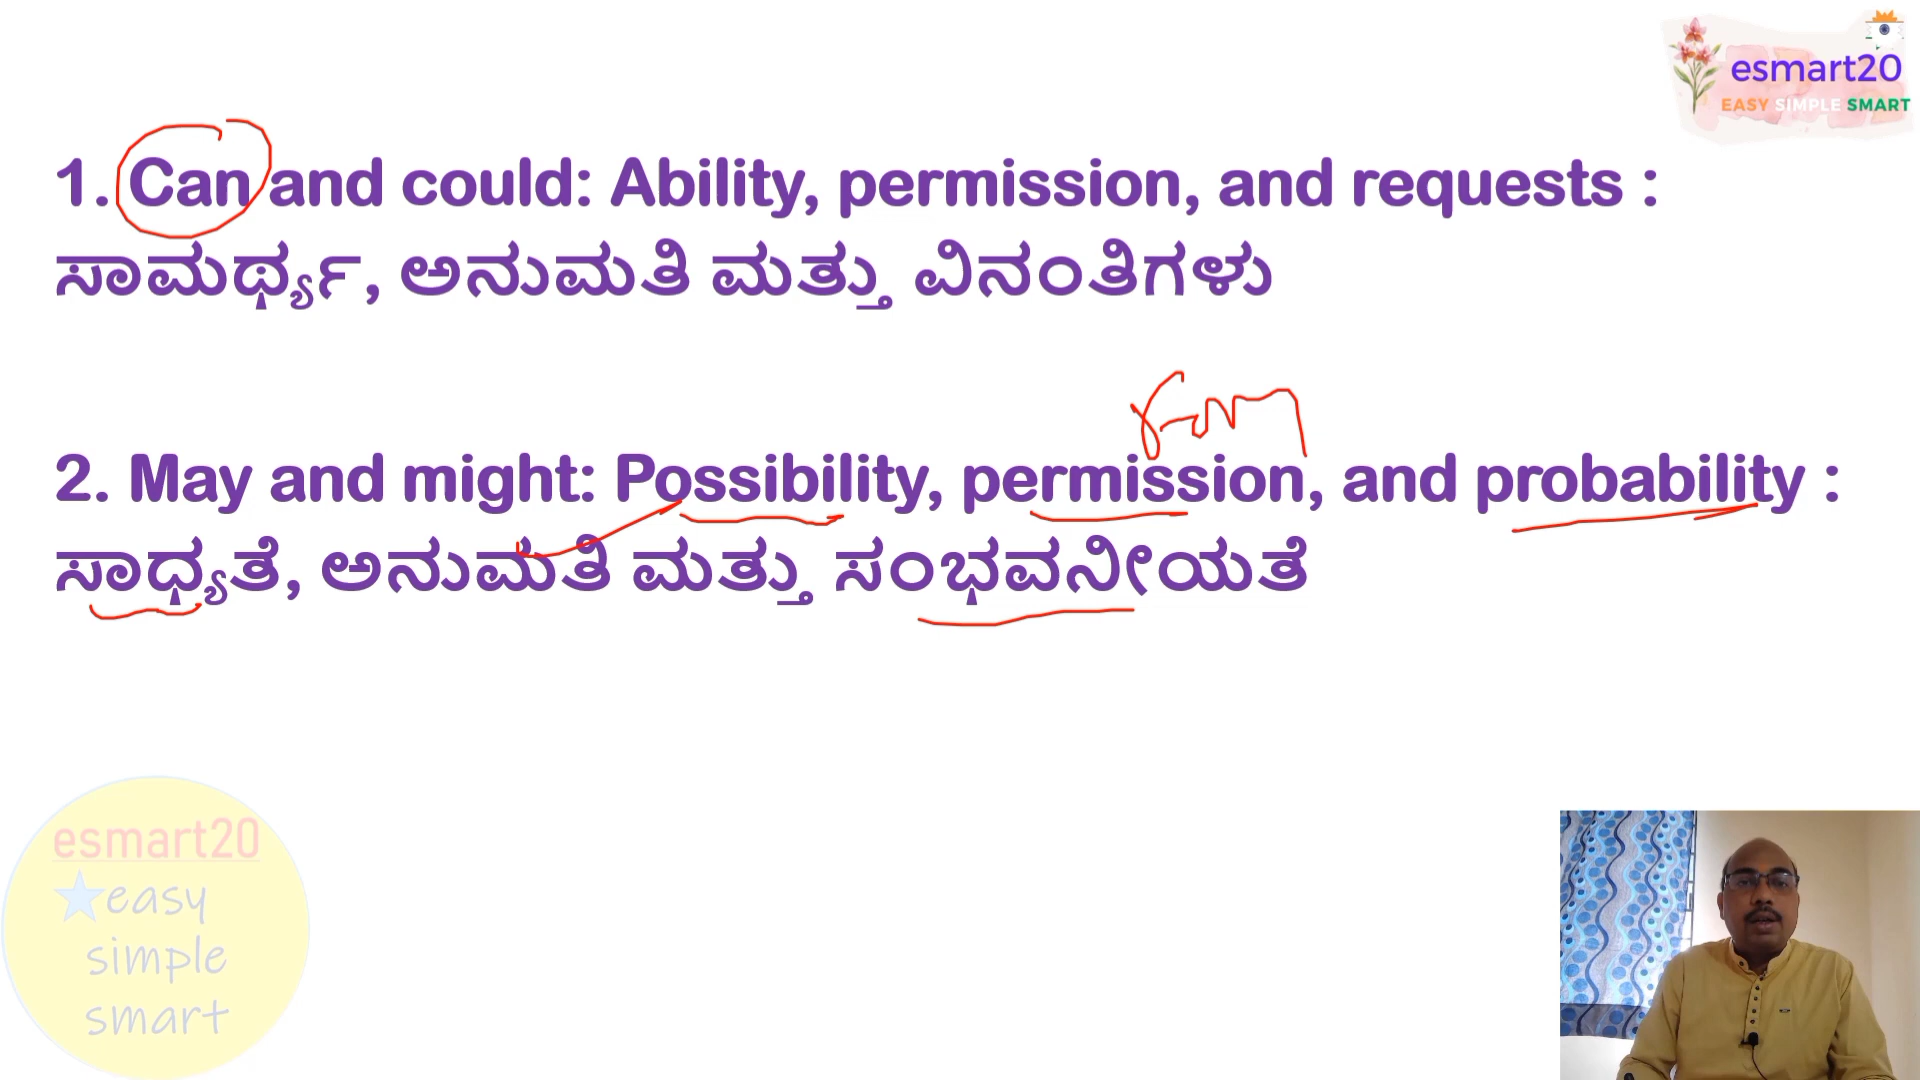 esmart20
EASY SIMPLE SMART
1. Can and could: Ability, permission, and requests :
ಸಾಮರ್ಥ್ಯ, ಅನುಮತಿ ಮತ್ತು ವಿನಂತಿಗಳು
2. May and might: Possibility, permission, and probability :
ಸಾಧ್ಯತೆ, ಅನುಮತಿ ಮತ್ತು ಸಂಭವನೀಯತೆ
esmart20
easy
simple
smart